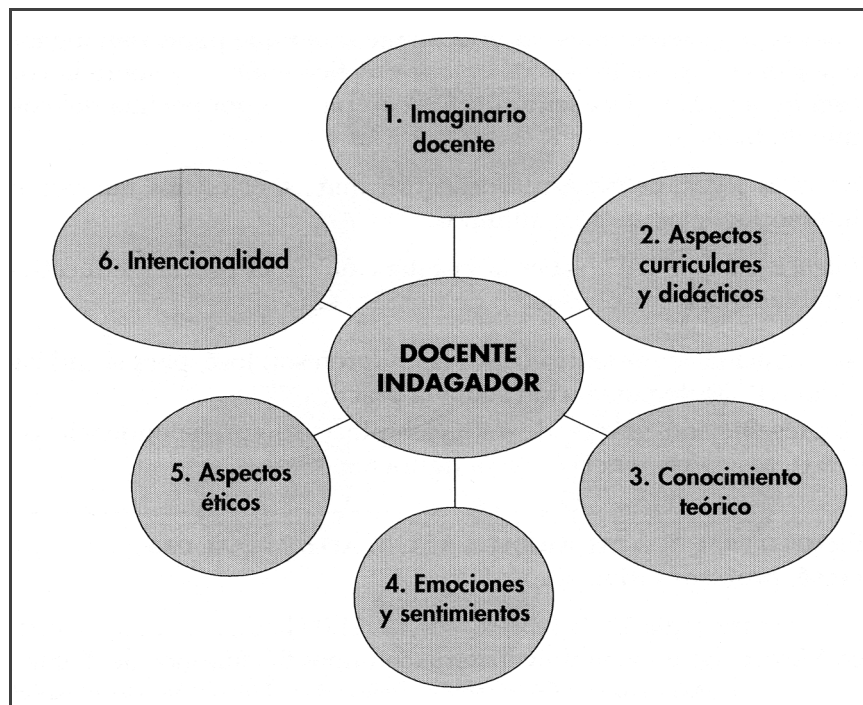 1. Imaginario
docente
2. Aspectos
curriculares
y didácticos
3. Conocimiento
teórico
4. Emociones
y sentimientos
5. Aspectos
éticos
6. Intencionalidad
DOCENTE
INDAGADOR